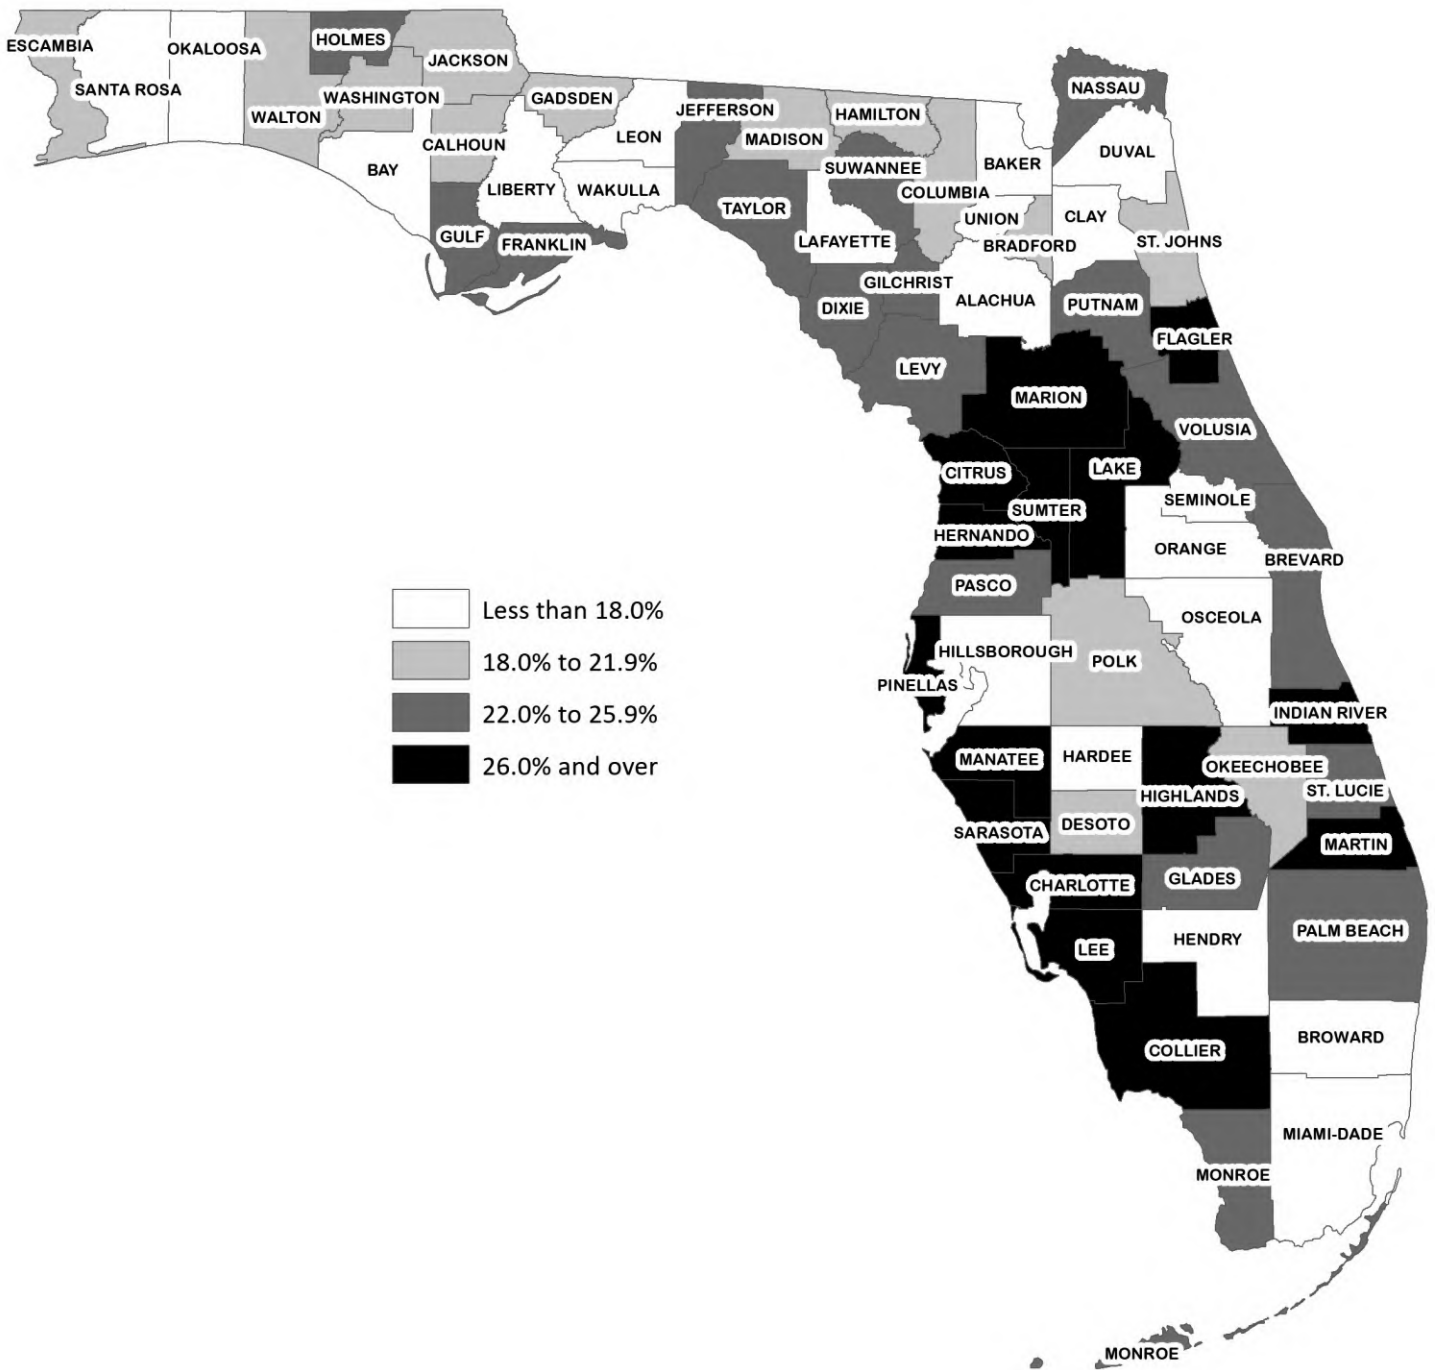 ESCAMBIA
SANTA ROSA
OKALOOSA
WALTON
HOLMES
WASHINGTON
JACKSON
BAY
CALHOUN
GADSDEN
LIBERTY
GULF
FRANKLIN
LEON
WAKULLA
JEFFERSON
MADISON
TAYLOR
HAMILTON
SUWANNEE
LAFAYETTE
COLUMBIA
BAKER
UNION
BRADFORD
NASSAU
DUVAL
CLAY
ST. JOHNS
DIXIE
GILCHRIST
ALACHUA
PUTNAM
FLAGLER
LEVY
MARION
VOLUSIA
CITRUS
SUMTER
LAKE
SEMINOLE
HERNANDO
ORANGE
BREVARD
PASCO
OSCEOLA
HILLSBOROUGH
POLK
PINELLAS
INDIAN RIVER
MANATEE
HARDEE
OKEECHOBEE
HIGHLANDS
ST. LUCIE
SARASOTA
DESOTO
MARTIN
CHARLOTTE
GLADES
LEE
HENDRY
PALM BEACH
BROWARD
COLLIER
MIAMI-DADE
MONROE
MONROE
Less than 18.0%
18.0% to 21.9%
22.0% to 25.9%
26.0% and over